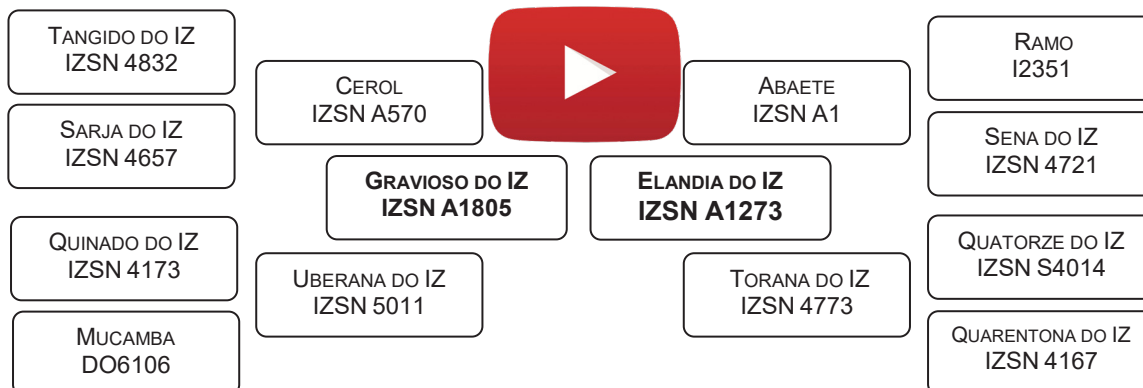 TANGIDO DO IZ
IZSN 4832
SARJA DO IZ
IZSN 4657
QUINADO DO IZ
IZSN 4173
MUCAMBA
DO6106
CEROL
IZSN A570
UBERANA DO IZ
IZSN 5011
GRAVIOSO DO IZ
IZSN A1805
ELANDIA DO IZ
IZSN A1273
ABAETE
IZSN A1
TORANA DO IZ
IZSN 4773
RAMO
I2351
SENA DO IZ
IZSN 4721
QUATORZE DO IZ
IZSN S4014
QUARENTONA DO IZ
IZSN 4167